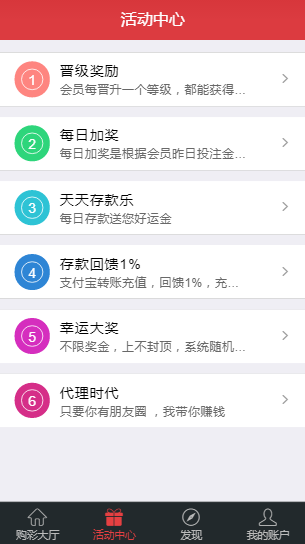 活动中心
1
晋级奖励
会员每晋升一个等级，都能获得...
2
每日加奖
每日加奖是根据会员昨日投注金...
3
天天存款乐
每日存款送您好运金
4
存款回馈1%
支付宝转账充值，回馈1%，充...
5
幸运大奖
不限奖金，上不封顶，系统随机...
6
代理时代
只要你有朋友圈 ，我带你赚钱
购彩大厅 活动中心 发现 我的账户